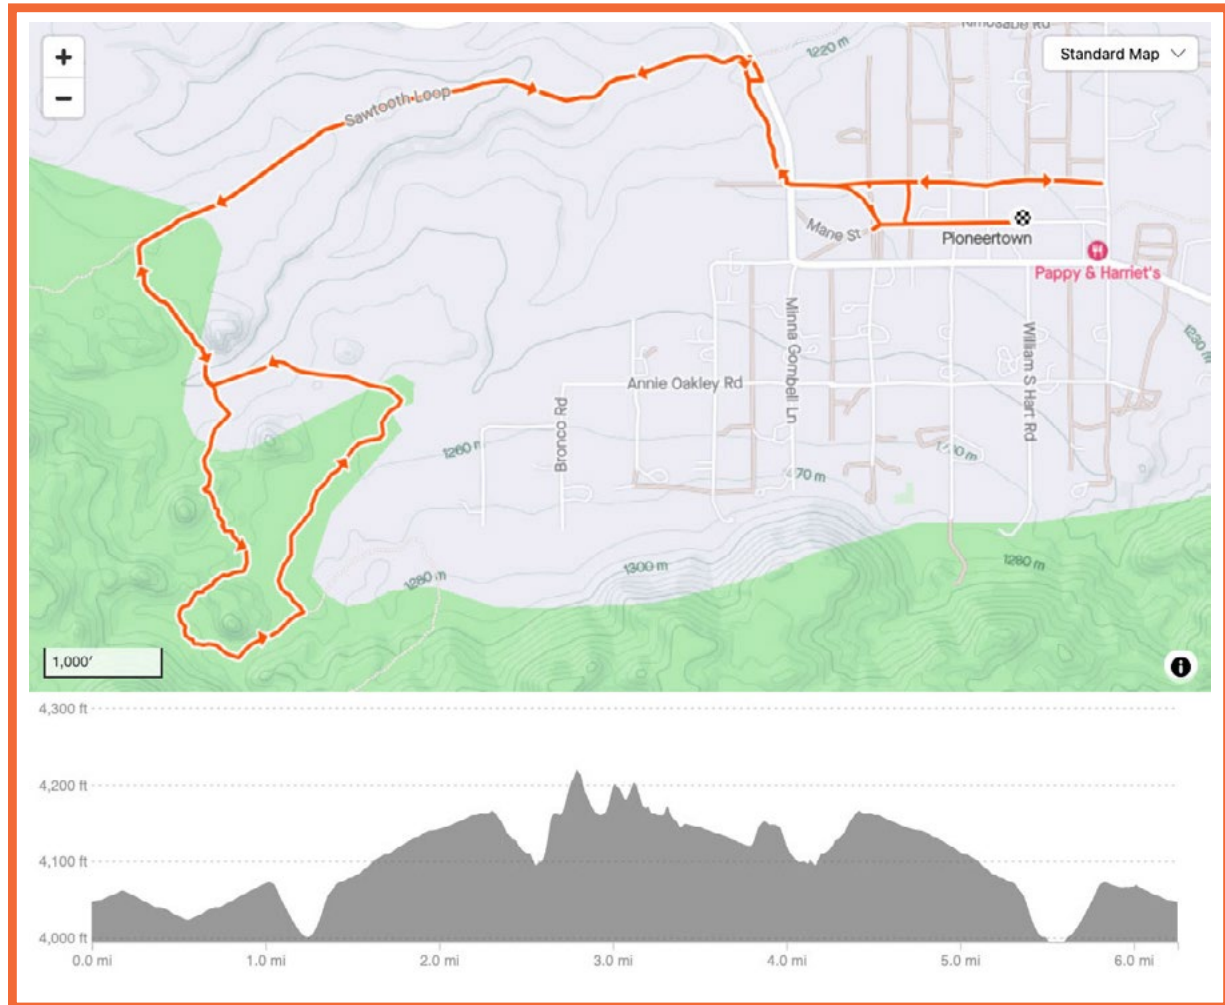 +
−
Standard Map
1220 m
Sawtooth Loop
Mane St
Pioneertown
Pappy & Harriet's
Minna Gombell Ln
William S Hart Rd
1230 m
Annie Oakley Rd
Bronco Rd
1260 m
1280 m
1300 m
1280 m
1,000′
i
4,300 ft
4,200 ft
4,100 ft
4,000 ft
0.0 mi
1.0 mi
2.0 mi
3.0 mi
4.0 mi
5.0 mi
6.0 mi